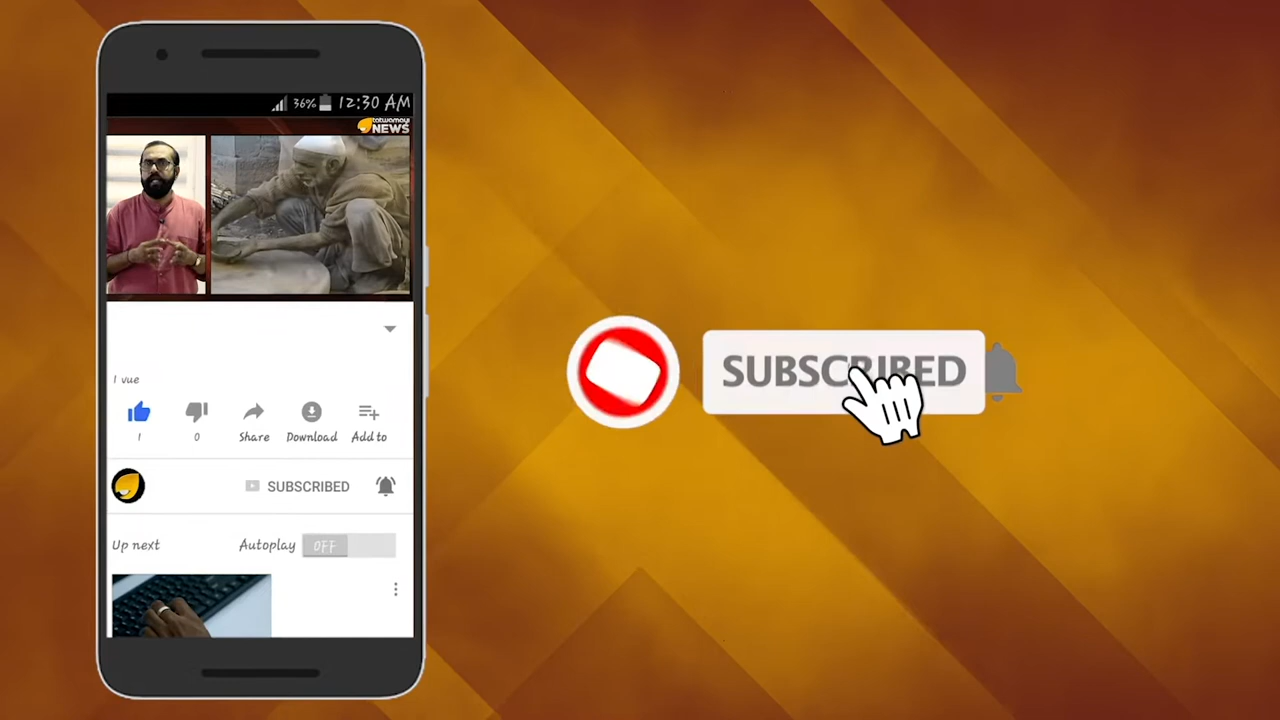 36% 12:30 AM
tatwamayi
NEWS
1 vue
1
0
Share
Download
Add to
SUBSCRIBED
Up next
Autoplay
OFF
SUBSCRIBED